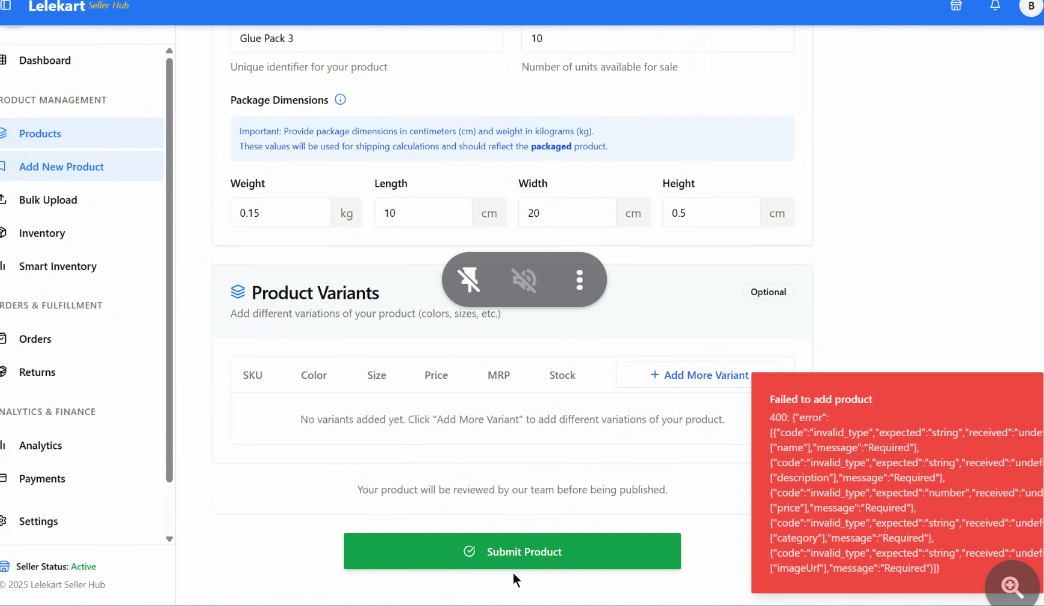 Lelekart Seller Hub
B
Dashboard
RODUCT MANAGEMENT
Products
Add New Product
Bulk Upload
Inventory
Smart Inventory
RDERS & FULFILLMENT
Orders
Returns
NALYTICS & FINANCE
Analytics
Payments
Settings
Seller Status: Active
© 2025 Lelekart Seller Hub
Glue Pack 3
10
Unique identifier for your product
Number of units available for sale
Package Dimensions
Important: Provide package dimensions in centimeters (cm) and weight in kilograms (kg).
These values will be used for shipping calculations and should reflect the packaged product.
Weight Length Width Height
0.15 kg 10 cm 20 cm 0.5 cm
Product Variants
Optional
Add different variations of your product (colors, sizes, etc.)
SKU Color Size Price MRP Stock + Add More Variant
No variants added yet. Click "Add More Variant" to add different variations of your product.
Your product will be reviewed by our team before being published.
Submit Product
Failed to add product
400: {"error":
[{"code":"invalid_type","expected":"string","received":"unde
["name"],"message":"Required"},
{"code":"invalid_type","expected":"string","received":"undefi
["description"],"message":"Required"},
{"code":"invalid_type","expected":"number","received":"und
["price"],"message":"Required"},
{"code":"invalid_type","expected":"string","received":"undefi
["category"],"message":"Required"},
{"code":"invalid_type","expected":"string","received":"undefi
["imageUrl"],"message":"Required"}]}